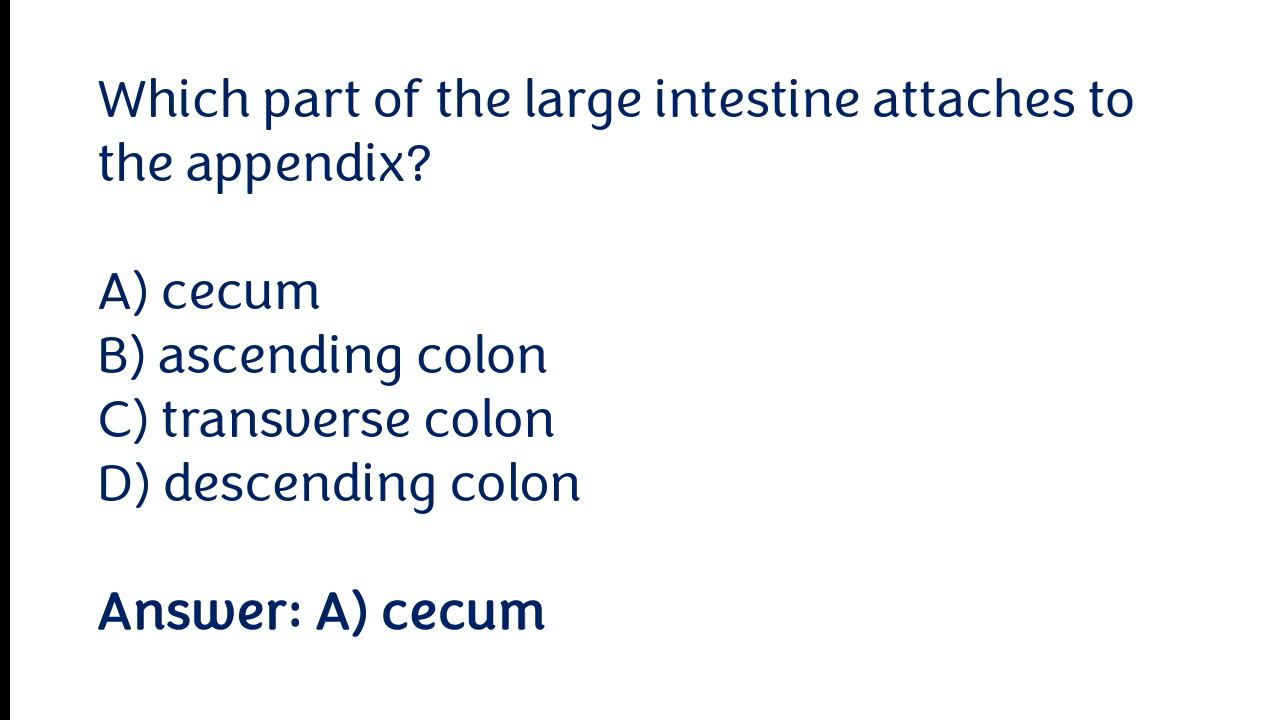 Which part of the large intestine attaches to
the appendix?
A) cecum
B) ascending colon
C) transverse colon
D) descending colon
Answer: A) cecum